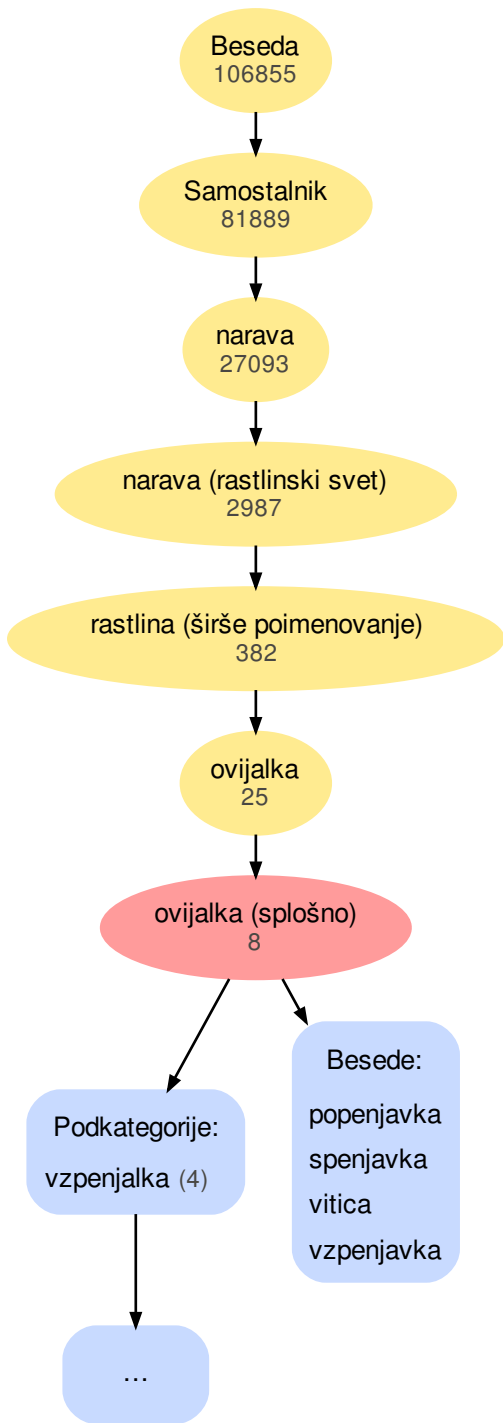 Beseda
106855
Samostalnik
81889
narava
27093
narava (rastlinski svet)
2987
rastlina (širše poimenovanje)
382
ovijalka
25
ovijalka (splošno)
8
Podkategorije:
vzpenjalka (4)
...
Besede:
popenjavka
spenjavka
vitica
vzpenjavka